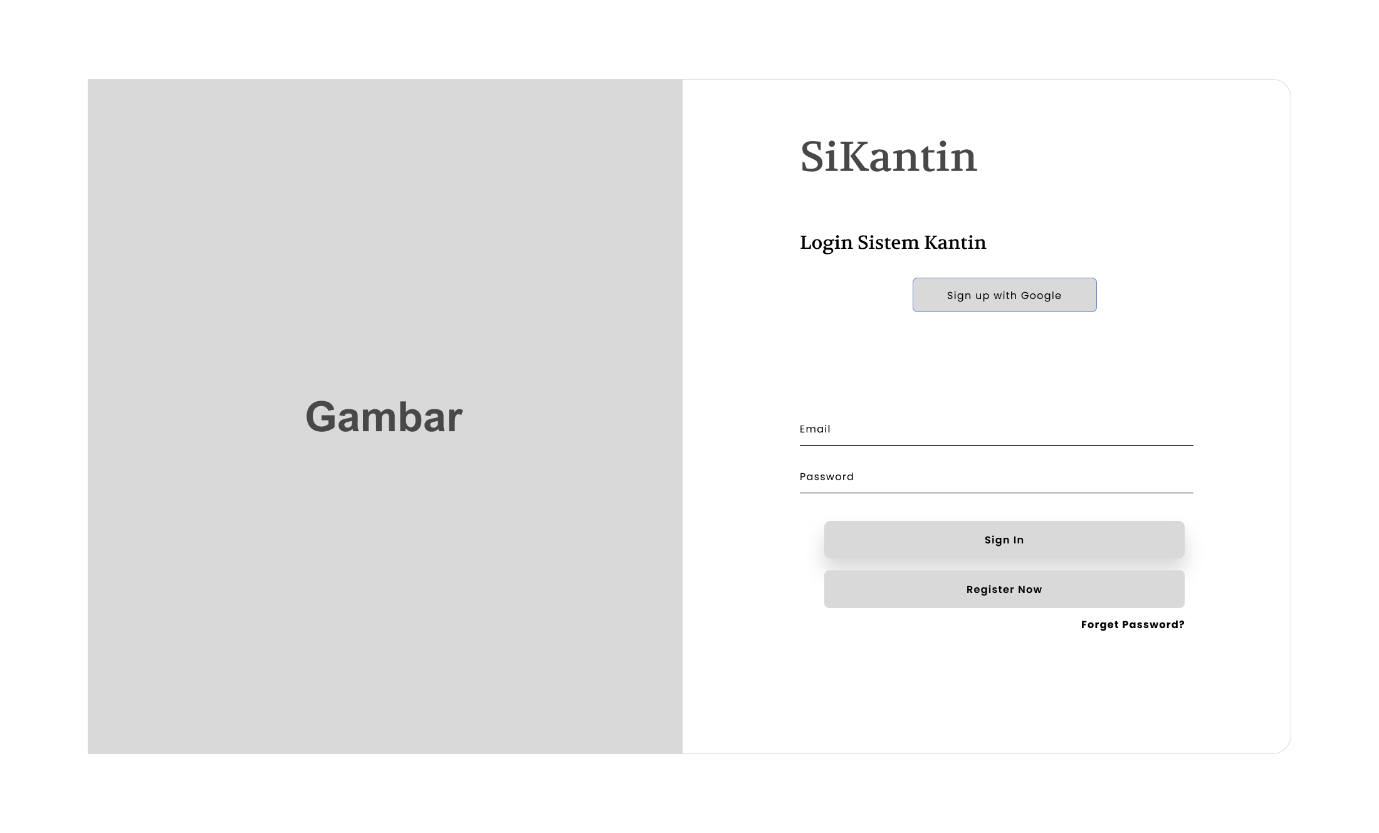 Gambar
SiKantin
Login Sistem Kantin
Sign up with Google
Email
Password
Sign In
Register Now
Forget Password?